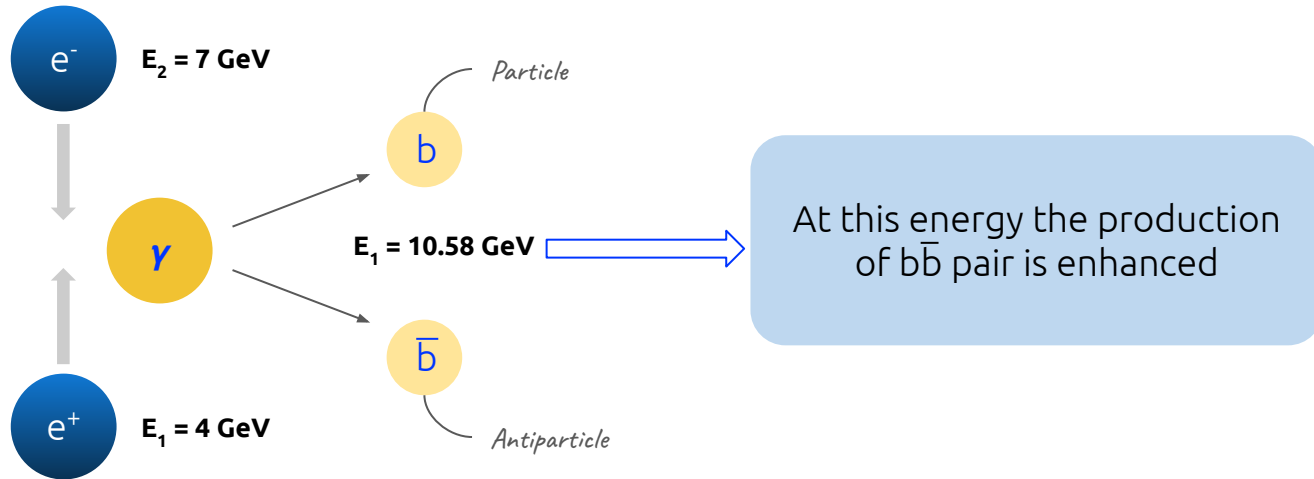 e⁻
E₂ = 7 GeV
Particle
b
γ
E₁ = 10.58 GeV
At this energy the production
of bb̅ pair is enhanced
b̅
e⁺
E₁ = 4 GeV
Antiparticle